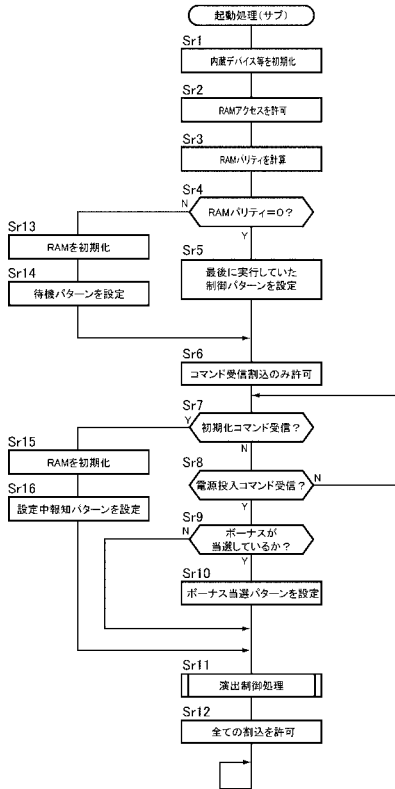 起動処理(サブ)
Sr1
内蔵デバイス等を初期化
Sr2
RAMアクセスを許可
Sr3
RAMパリティを計算
Sr4
RAMパリティ=0?
N
Y
Sr13
RAMを初期化
Sr14
待機パターンを設定
Sr5
最後に実行していた
制御パターンを設定
Sr6
コマンド受信割込のみ許可
Sr7
初期化コマンド受信?
Y
N
Sr15
RAMを初期化
Sr16
設定中報知パターンを設定
Sr8
電源投入コマンド受信?
N
Y
Sr9
ボーナスが
当選しているか?
N
Y
Sr10
ボーナス当選パターンを設定
Sr11
演出制御処理
Sr12
全ての割込を許可